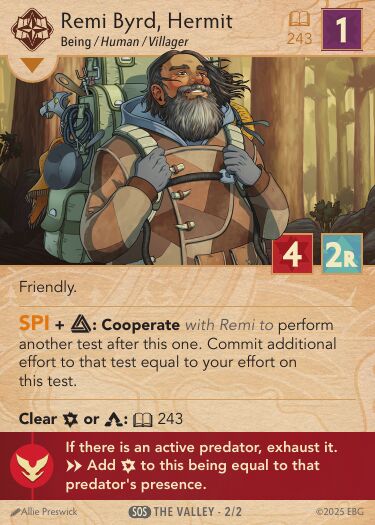 Remi Byrd, Hermit
Being / Human / Villager
243
1
4
2R
Friendly.
SPI + : Cooperate with Remi to perform
another test after this one. Commit additional
effort to that test equal to your effort on
this test.
Clear or : 243
If there is an active predator, exhaust it.
Add to this being equal to that
predator's presence.
Allie Preswick
SOS THE VALLEY · 2/2
©2025 EBG